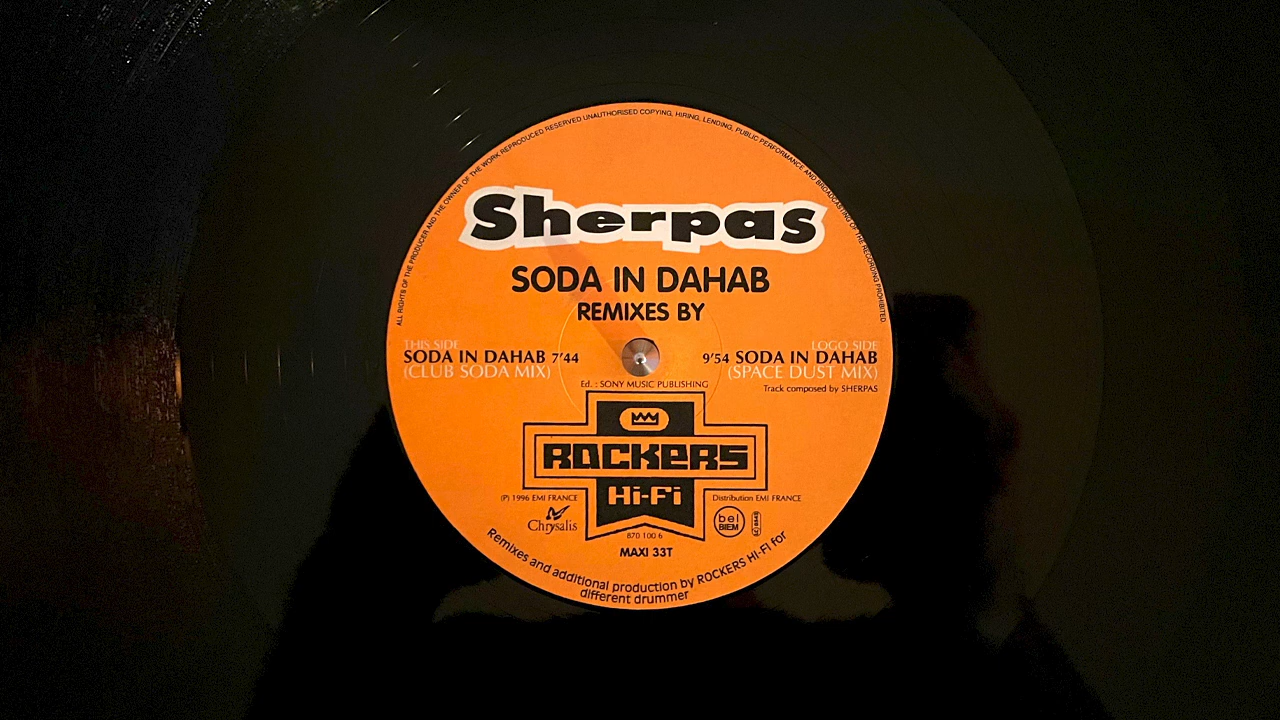 ALL RIGHTS OF THE PRODUCER AND THE OWNER OF THE WORK REPRODUCED RESERVED UNAUTHORISED COPYING, HIRING, LENDING, PUBLIC PERFORMANCE AND BROADCASTING OF THE RECORDING PROHIBITED
Sherpas
SODA IN DAHAB
REMIXES BY
THIS SIDE
SODA IN DAHAB 7'44
(CLUB SODA MIX)
LOGO SIDE
9'54 SODA IN DAHAB
(SPACE DUST MIX)
Track composed by SHERPAS
Ed. : SONY MUSIC PUBLISHING
ROCKERS
Hi-Fi
(P) 1996 EMI FRANCE
Distribution EMI FRANCE
Chrysalis
bel
BIEM
870 100 6
MAXI 33T
Remixes and additional production by ROCKERS HI-FI for
different drummer